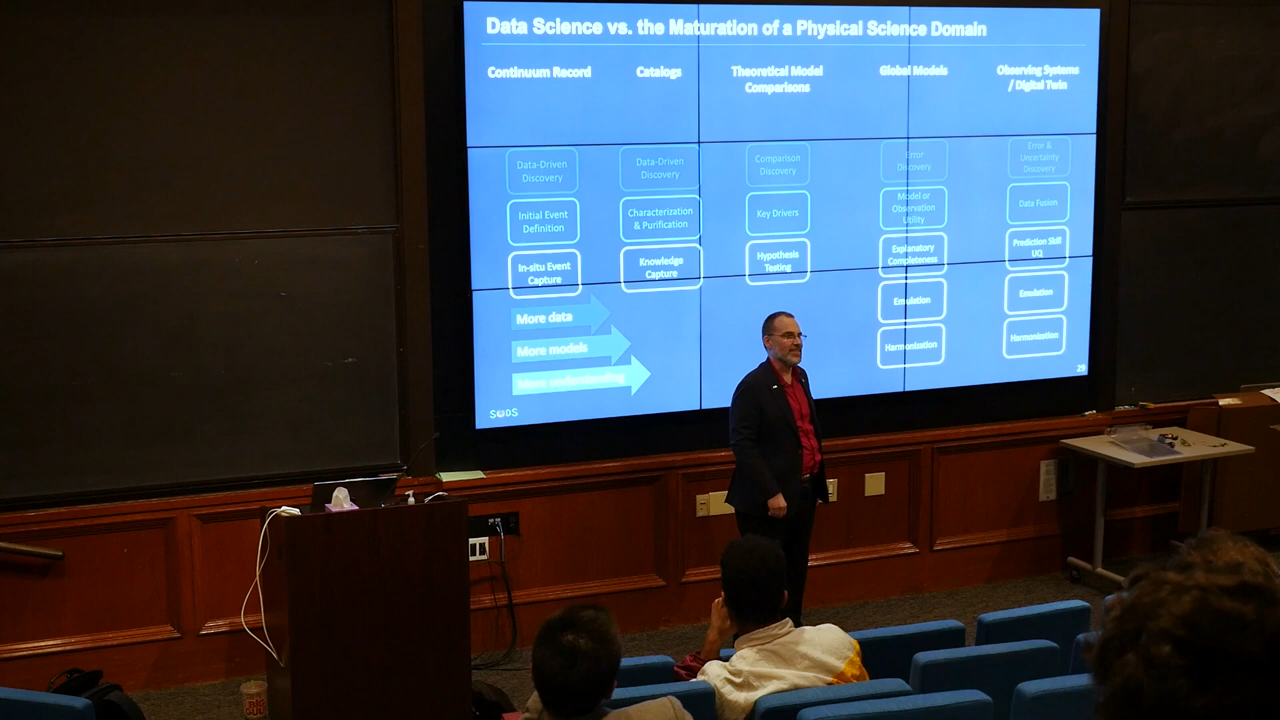 Data Science vs. the Maturation of a Physical Science Domain
Continuum Record
Catalogs
Theoretical Model
Comparisons
Global Models
Observing Systems
/ Digital Twin
Data-Driven
Discovery
Initial Event
Definition
In-situ Event
Capture
Data-Driven
Discovery
Characterization
& Purification
Knowledge
Capture
Comparison
Discovery
Key Drivers
Hypothesis
Testing
Error
Discovery
Model or
Observation
Utility
Explanatory
Completeness
Emulation
Harmonization
Error &
Uncertainty
Discovery
Data Fusion
Prediction Skill
UQ
Emulation
Harmonization
More data
More models
More understanding
29